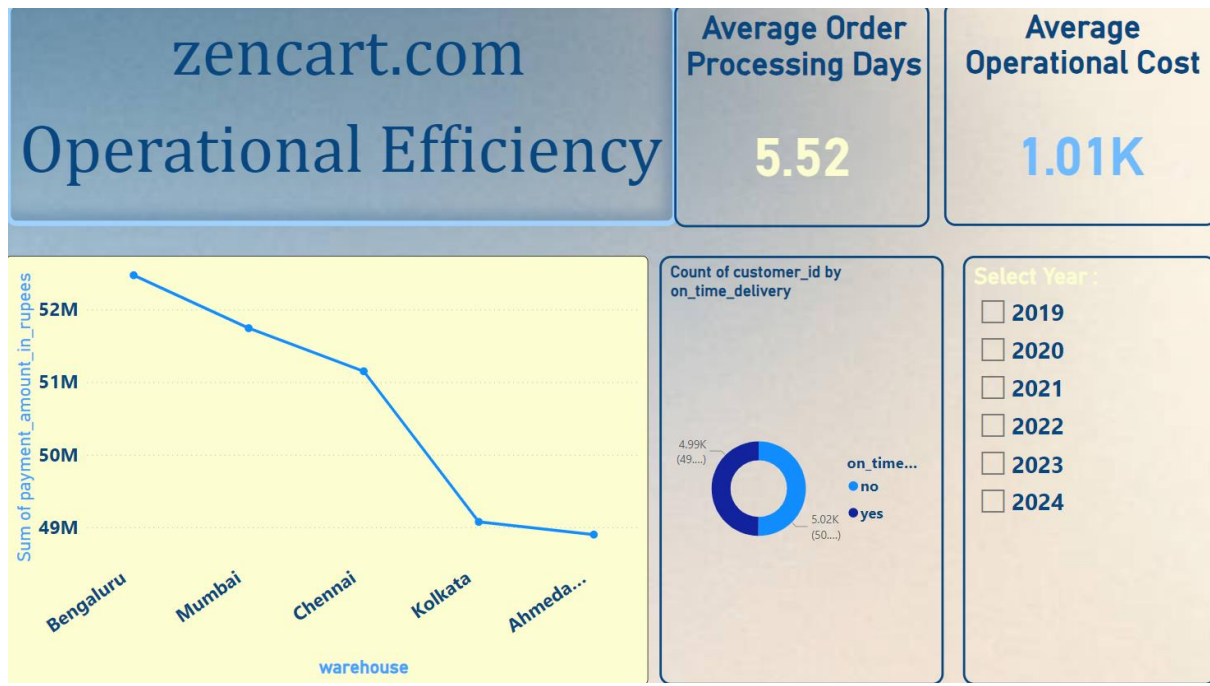 zencart.com
Operational Efficiency
Average Order
Processing Days
5.52
Average
Operational Cost
1.01K
Sum of payment_amount_in_rupees
52M
51M
50M
49M
Bengaluru
Mumbai
Chennai
Kolkata
Ahmeda...
warehouse
Count of customer_id by
on_time_delivery
4.99K
(49....)
5.02K
(50....)
on_time...
no
yes
Select Year :
2019
2020
2021
2022
2023
2024